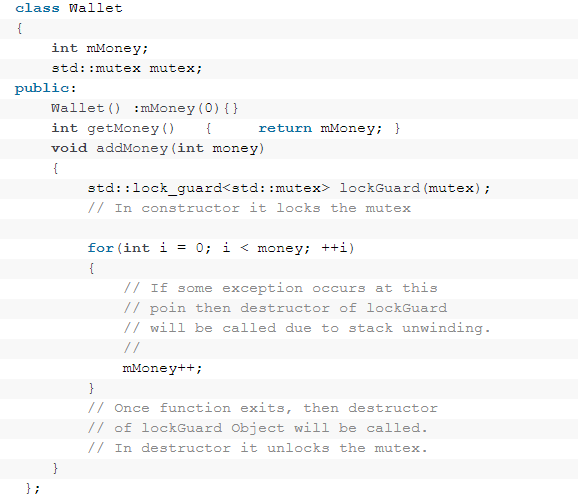 class Wallet
{
    int mMoney;
    std::mutex mutex;
public:
    Wallet() :mMoney(0){}
    int getMoney()   {     return mMoney; }
    void addMoney(int money)
    {
        std::lock_guard<std::mutex> lockGuard(mutex);
        // In constructor it locks the mutex

        for(int i = 0; i < money; ++i)
        {
            // If some exception occurs at this
            // poin then destructor of lockGuard
            // will be called due to stack unwinding.
            //
            mMoney++;
        }
        // Once function exits, then destructor
        // of lockGuard Object will be called.
        // In destructor it unlocks the mutex.
    }
 };